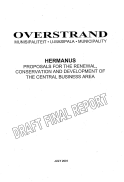 OVERSTRAND
MUNISIPALITEIT • U-MASIPALA • MUNICIPALITY
HERMANUS
PROPOSALS FOR THE RENEWAL,
CONSERVATION AND DEVELOPMENT OF
THE CENTRAL BUSINESS AREA
DRAFT FINAL REPORT